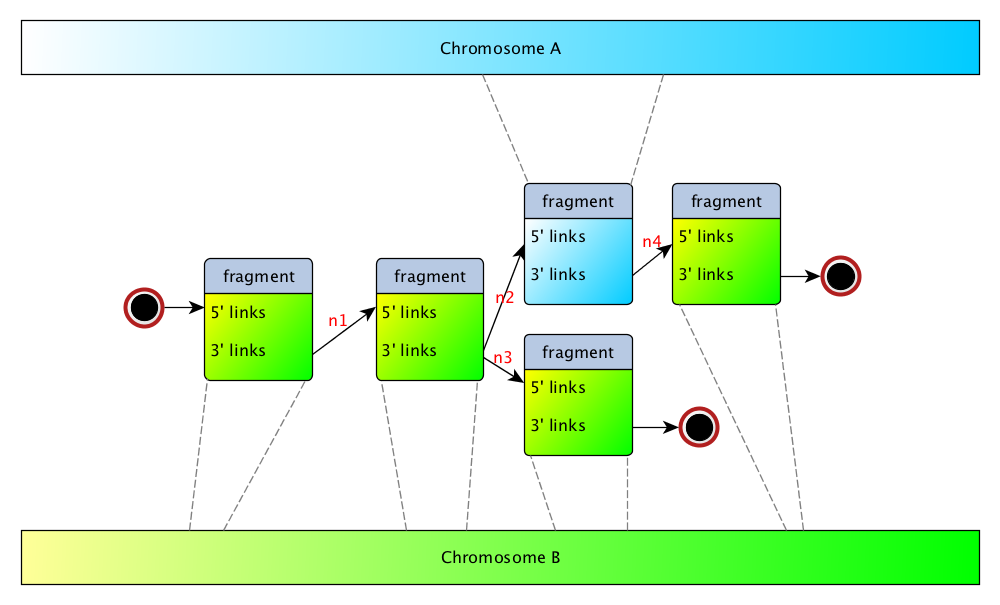 Chromosome A
fragment
5' links
3' links
n1
fragment
5' links
3' links
n2
n3
fragment
5' links
3' links
n4
fragment
5' links
3' links
fragment
5' links
3' links
Chromosome B